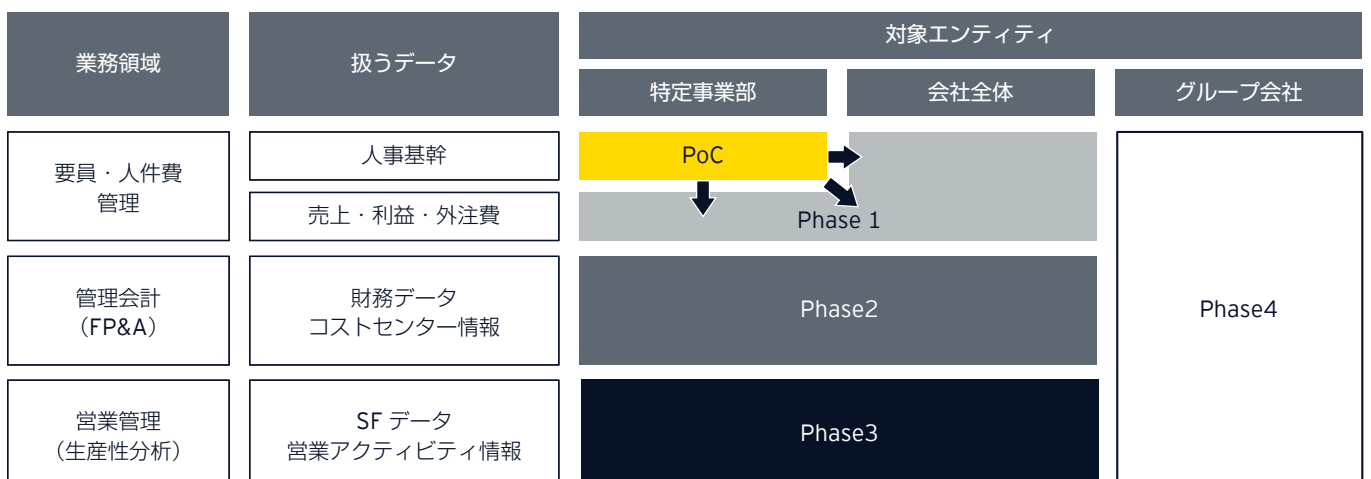 業務領域
扱うデータ
対象エンティティ
特定事業部
会社全体
グループ会社
要員・人件費
管理
人事基幹
売上・利益・外注費
PoC
Phase 1
管理会計
（FP&A）
財務データ
コストセンター情報
Phase2
Phase4
営業管理
（生産性分析）
SF データ
営業アクティビティ情報
Phase3